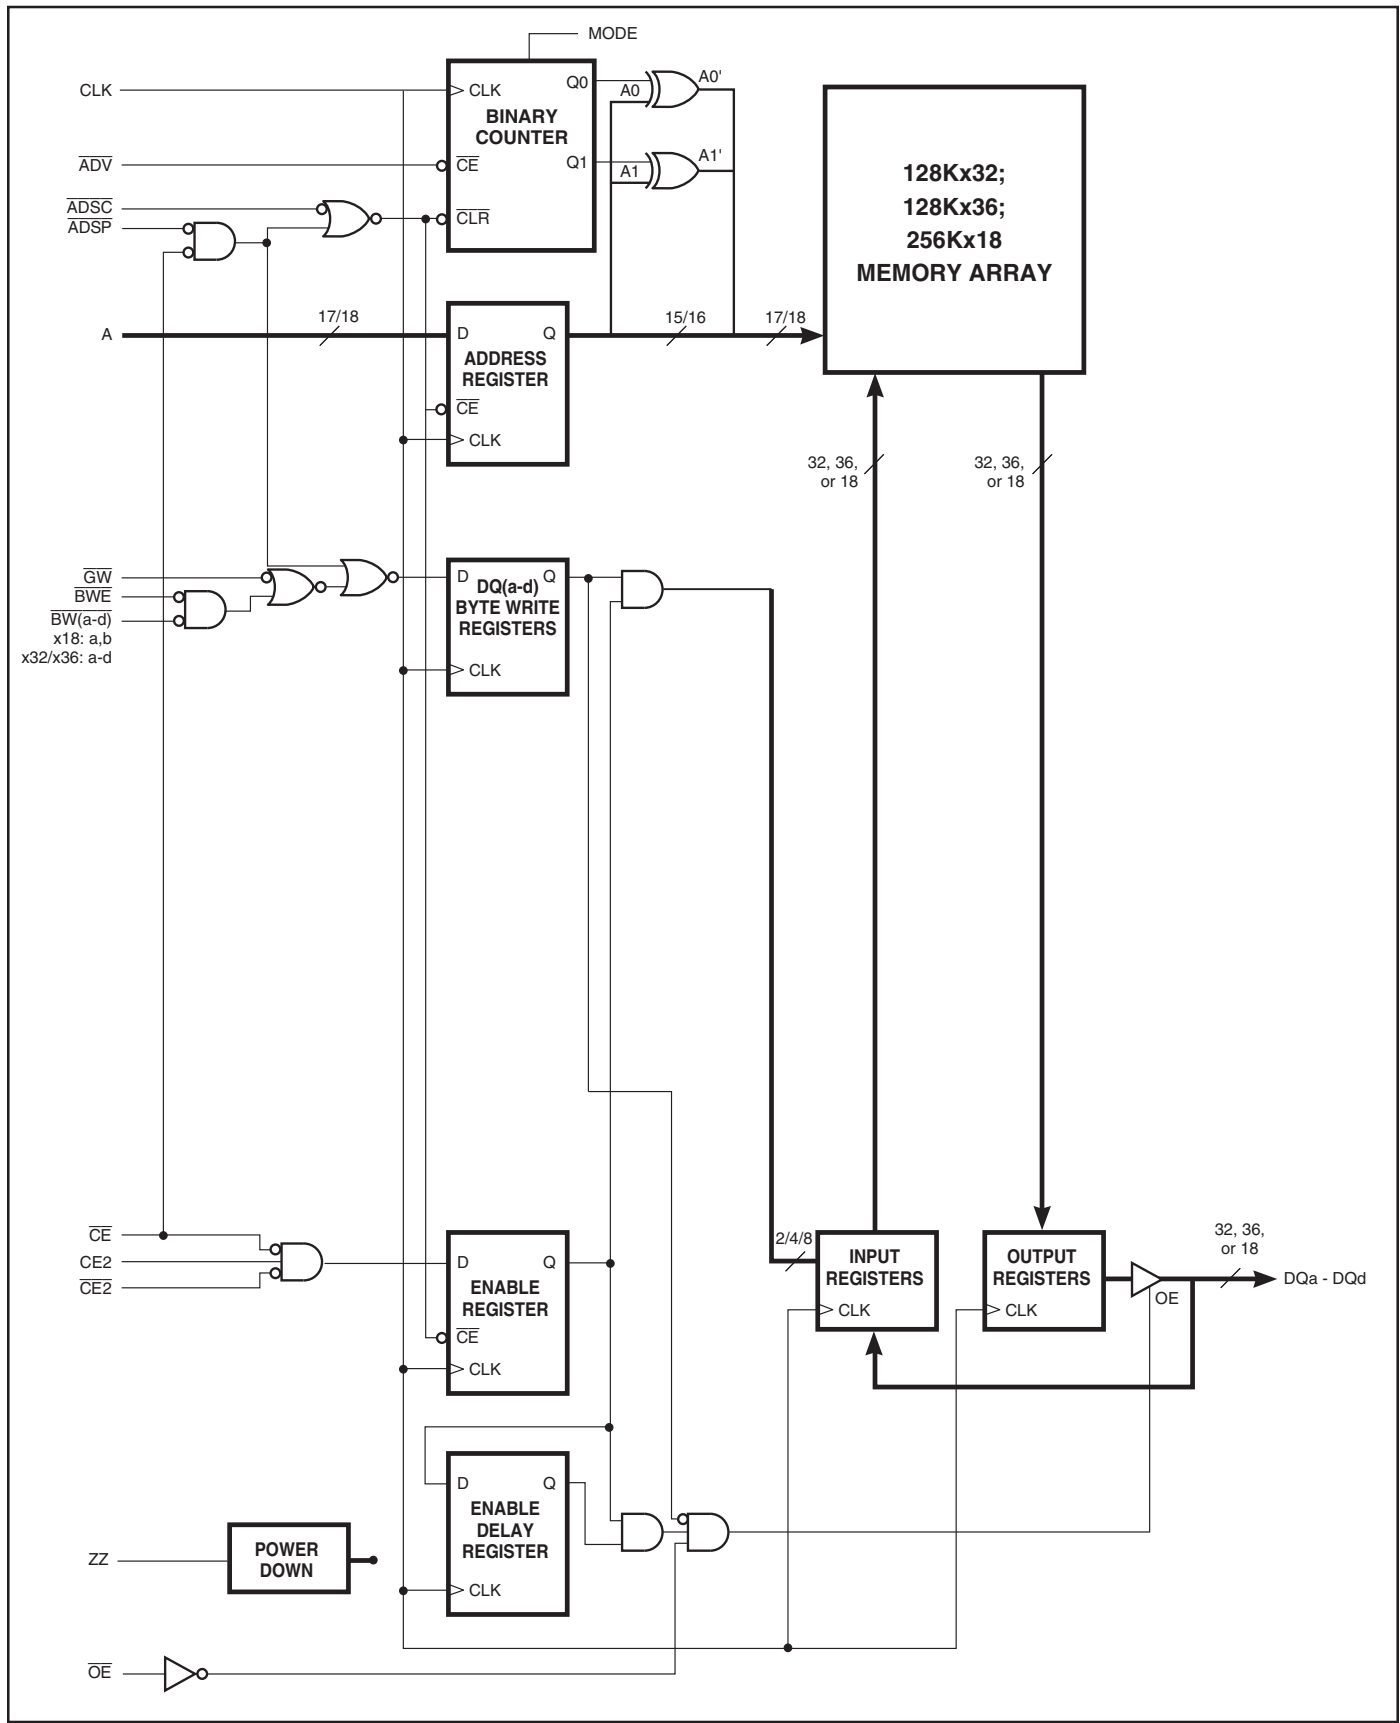 MODE
CLK
CLK
Q0
A0
A0'
BINARY
COUNTER
ADV
CE
Q1
A1
A1'
ADSC
ADSP
CLR
128Kx32;
128Kx36;
256Kx18
MEMORY ARRAY
A
17/18
D
Q
15/16
17/18
ADDRESS
REGISTER
CE
CLK
32, 36,
or 18
32, 36,
or 18
GW
BWE
BW(a-d)
x18: a,b
x32/x36: a-d
D
Q
DQ(a-d)
BYTE WRITE
REGISTERS
CLK
CE
CE2
CE2
D
Q
ENABLE
REGISTER
CE
CLK
2/4/8
INPUT
REGISTERS
CLK
OUTPUT
REGISTERS
CLK
32, 36,
or 18
OE
DQa - DQd
D
Q
ENABLE
DELAY
REGISTER
CLK
ZZ
POWER
DOWN
OE